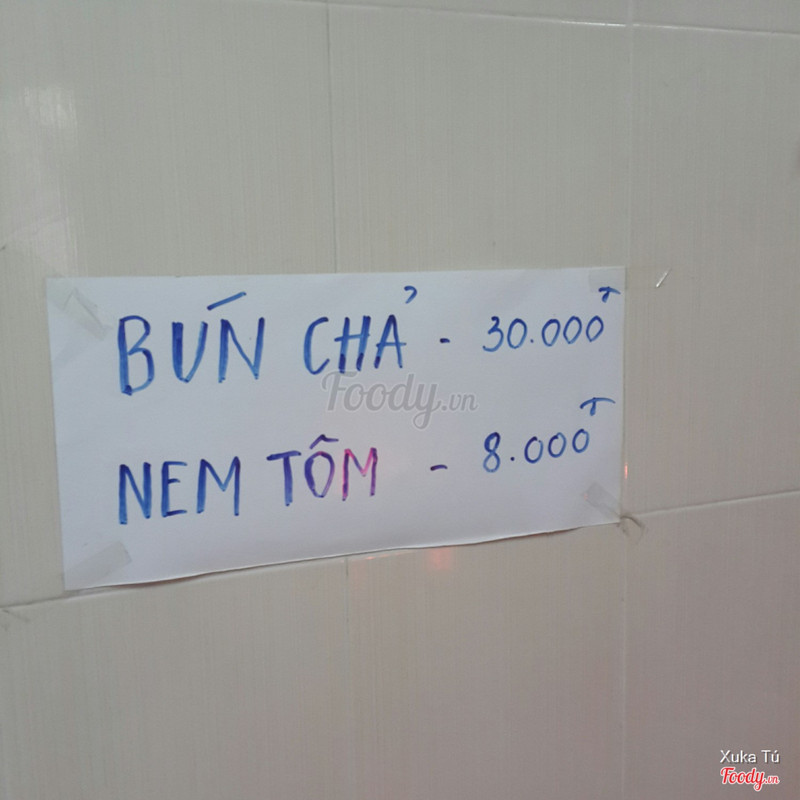 BÚN CHẢ - 30.000đ
NEM TÔM - 8.000đ
Foody.vn
Xuka Tú
Foody.vn